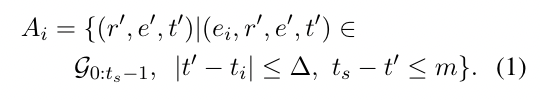 A_i = {(r′, e′, t′)|(e_i, r′, e′, t′) ∈
𝒢_{0:t_s−1}, |t′ − t_i| ≤ Δ, t_s − t′ ≤ m}. (1)